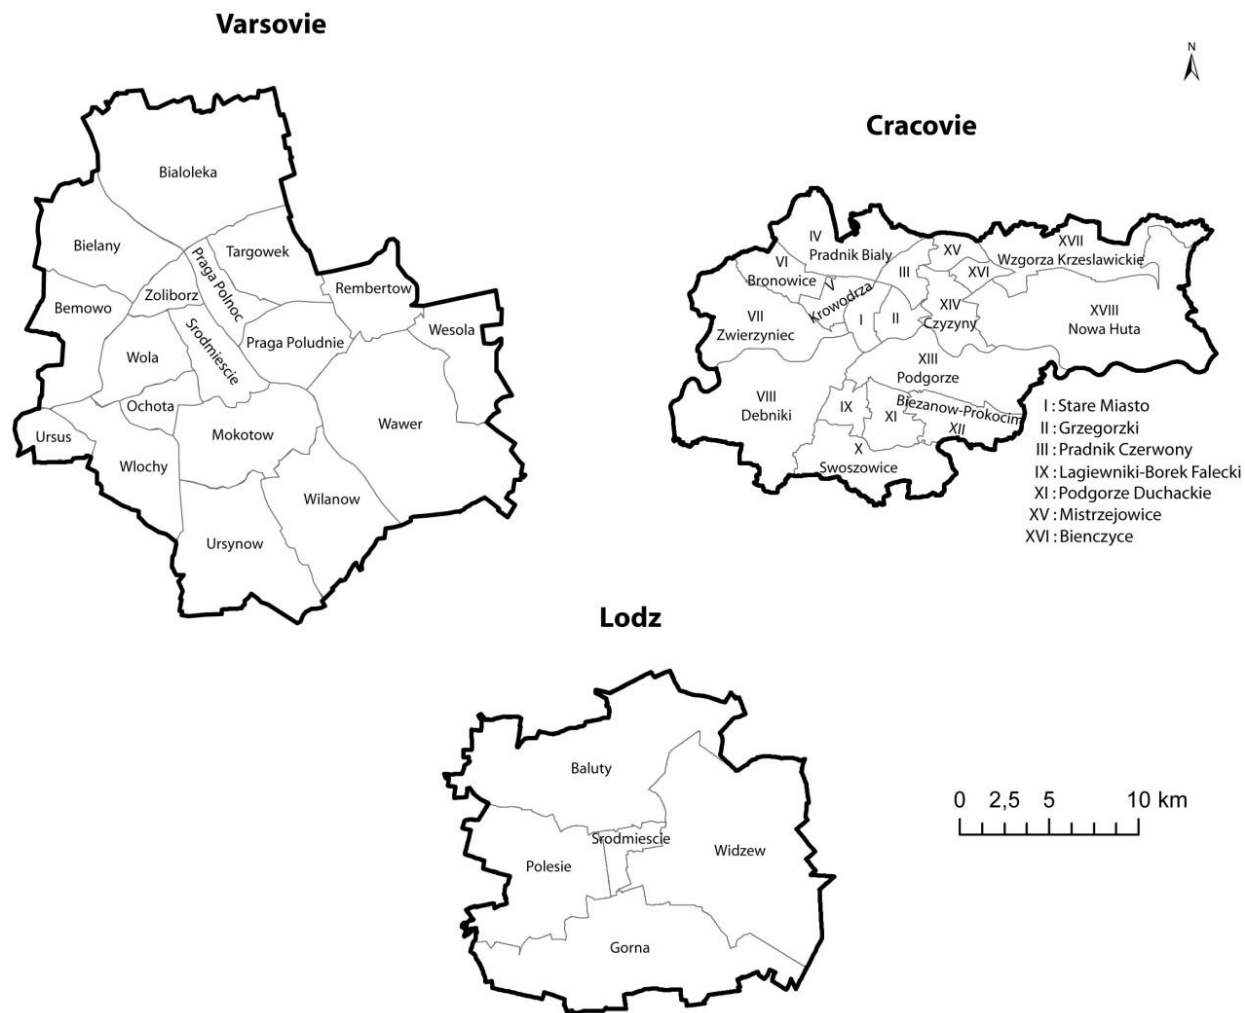 Varsovie
Bialoleka
Bielany
Targowek
Praga Polnoc
Zoliborz
Rembertow
Bemowo
Wesola
Srodmiescie
Praga Poludnie
Wola
Ochota
Wawer
Ursus
Mokotow
Wlochy
Wilanow
Ursynow
N
Cracovie
IV
Pradnik Bialy
XV
XVII
Wzgorza Krzeslawickie
VI
Bronowice
III
XVI
V
Krowodrza
VII
Zwierzyniec
I
II
XIV
Czyzyny
XVIII
Nowa Huta
XIII
Podgorze
VIII
Debniki
IX
XI
Biezanow-Prokocim
XII
X
Swoszowice
I : Stare Miasto
II : Grzegorzki
III : Pradnik Czerwony
IX : Lagiewniki-Borek Falecki
XI : Podgorze Duchackie
XV : Mistrzejowice
XVI : Bienczyce
Lodz
Baluty
Srodmiescie
Polesie
Widzew
Gorna
0 2,5 5 10 km